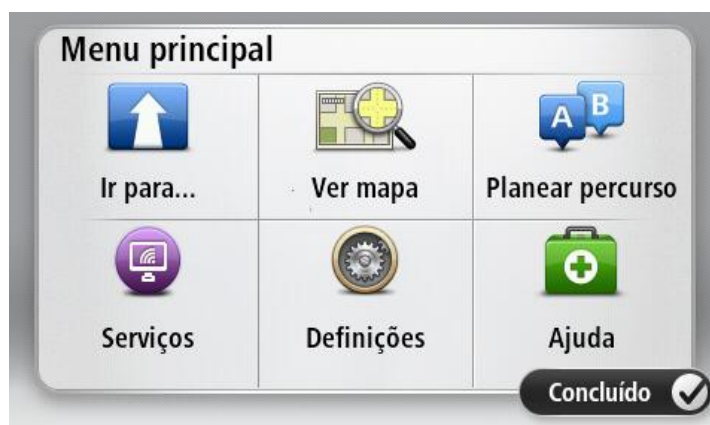 Menu principal
A B
Ir para...
Ver mapa
Planear percurso
Serviços
Definições
Ajuda
Concluído